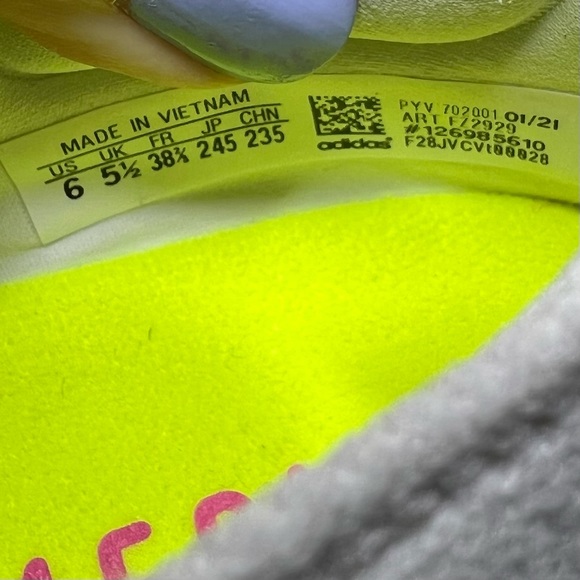 MADE IN VIETNAM
US UK FR JP CHN
6 5½ 38⅔ 245 235
adidas
PYV 702001 01/21
ART FZ2929
#126985610
F28JVCVt00028